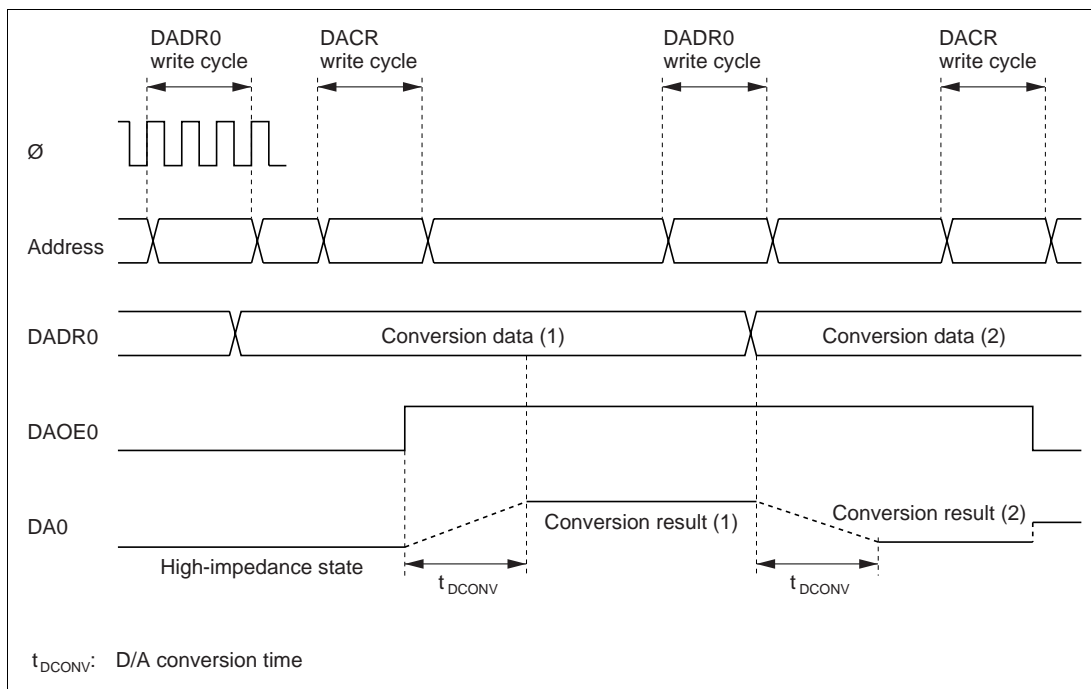 DADR0
write cycle
DACR
write cycle
DADR0
write cycle
DACR
write cycle
Ø
Address
DADR0
Conversion data (1)
Conversion data (2)
DAOE0
DA0
Conversion result (1)
Conversion result (2)
High-impedance state
tDCONV
tDCONV
tDCONV: D/A conversion time